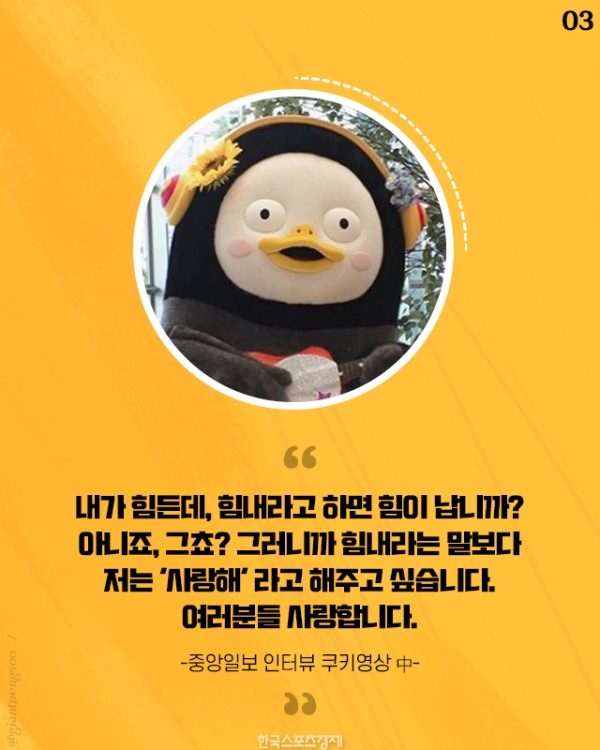 03
“
내가 힘든데, 힘내라고 하면 힘이 납니까?
아니죠, 그쵸? 그러니까 힘내라는 말보다
저는 '사랑해' 라고 해주고 싶습니다.
여러분들 사랑합니다.
-중앙일보 인터뷰 쿠키영상 中-
”
한국스포츠경제
@giantpengsoo /